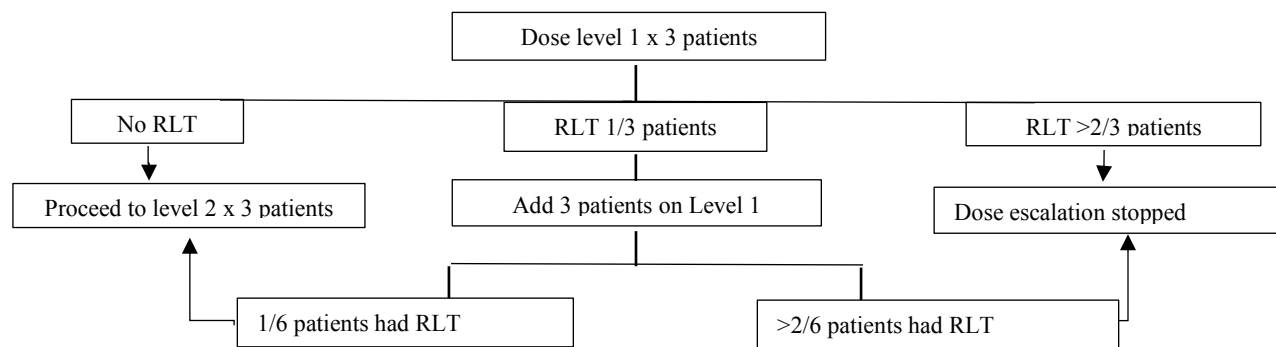 Dose level 1 x 3 patients
No RLT
RLT 1/3 patients
RLT >2/3 patients
Proceed to level 2 x 3 patients
Add 3 patients on Level 1
Dose escalation stopped
1/6 patients had RLT
>2/6 patients had RLT